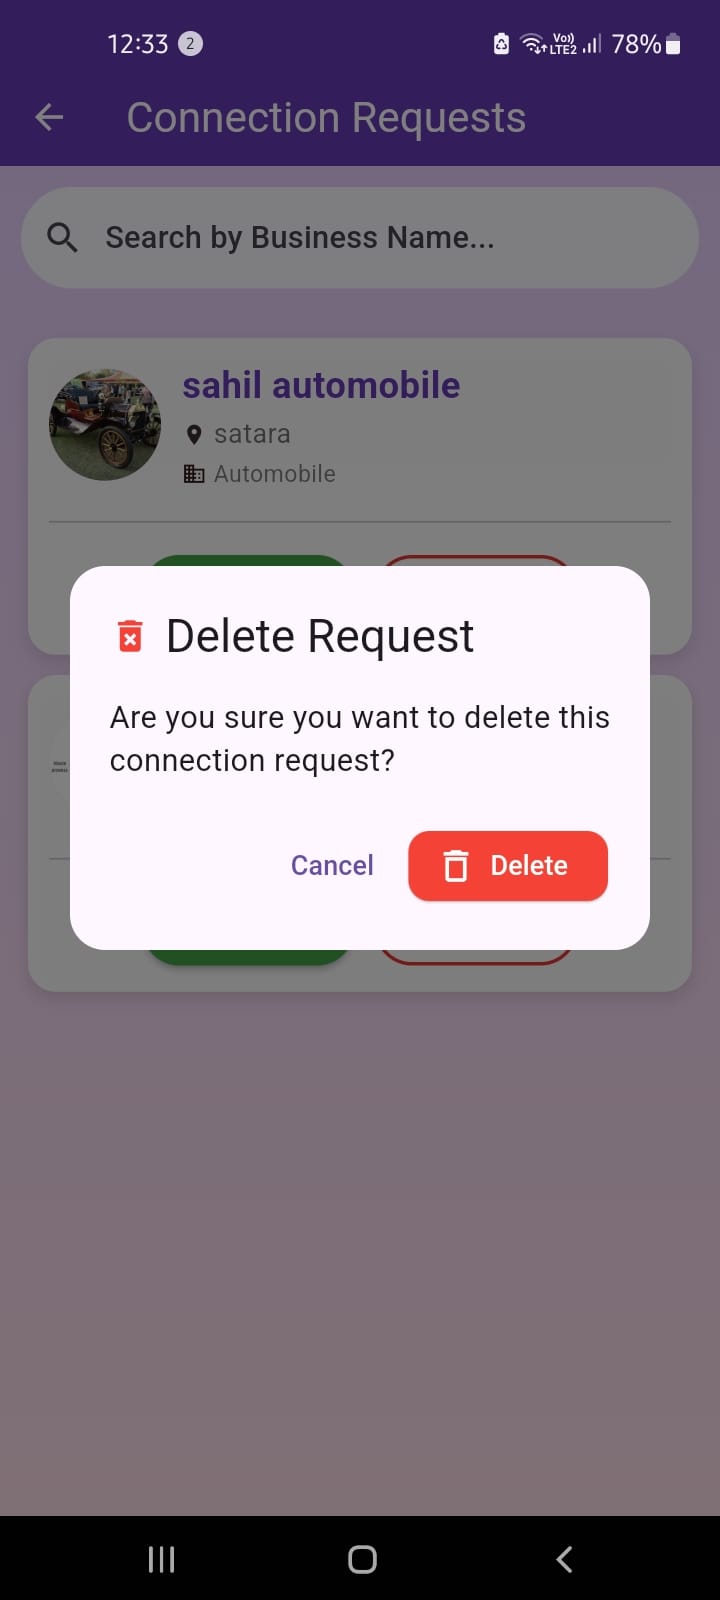 12:33 2 Vo)) LTE2 78%
Connection Requests
Search by Business Name...
sahil automobile
satara
Automobile
Delete Request
Are you sure you want to delete this
connection request?
Cancel Delete